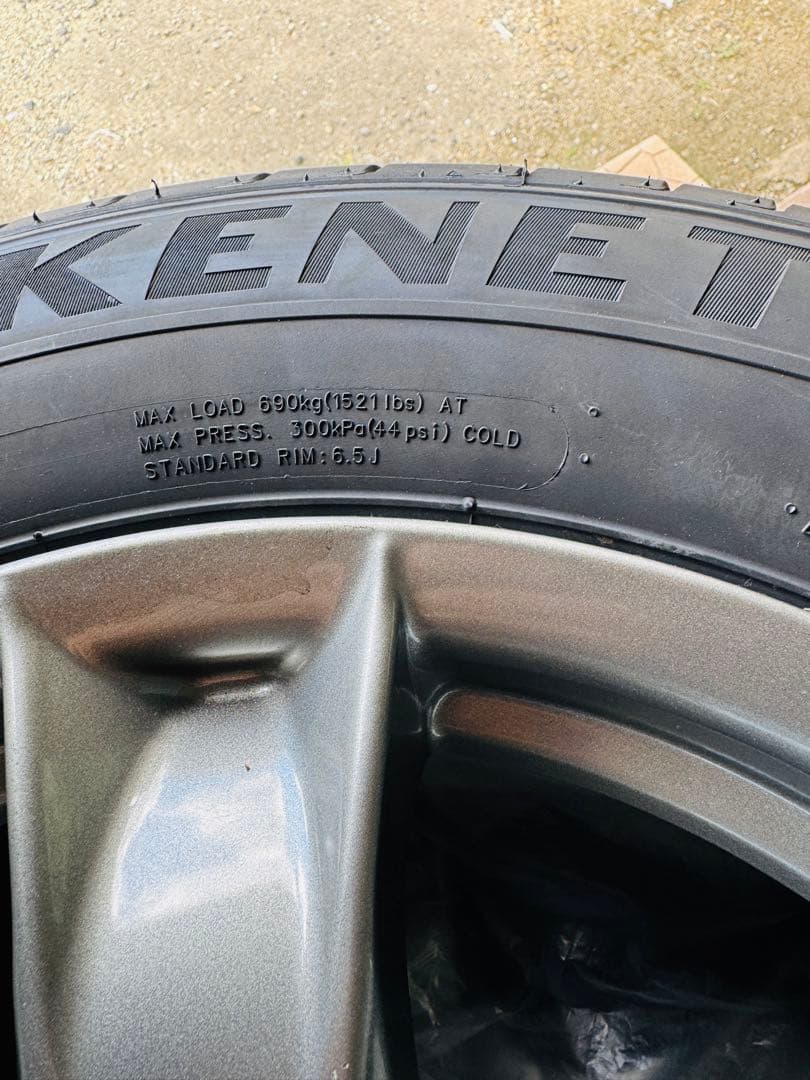 KENET
MAX LOAD 690kg(1521lbs) AT
MAX PRESS. 300kPa(44psi) COLD
STANDARD RIM:6.5J